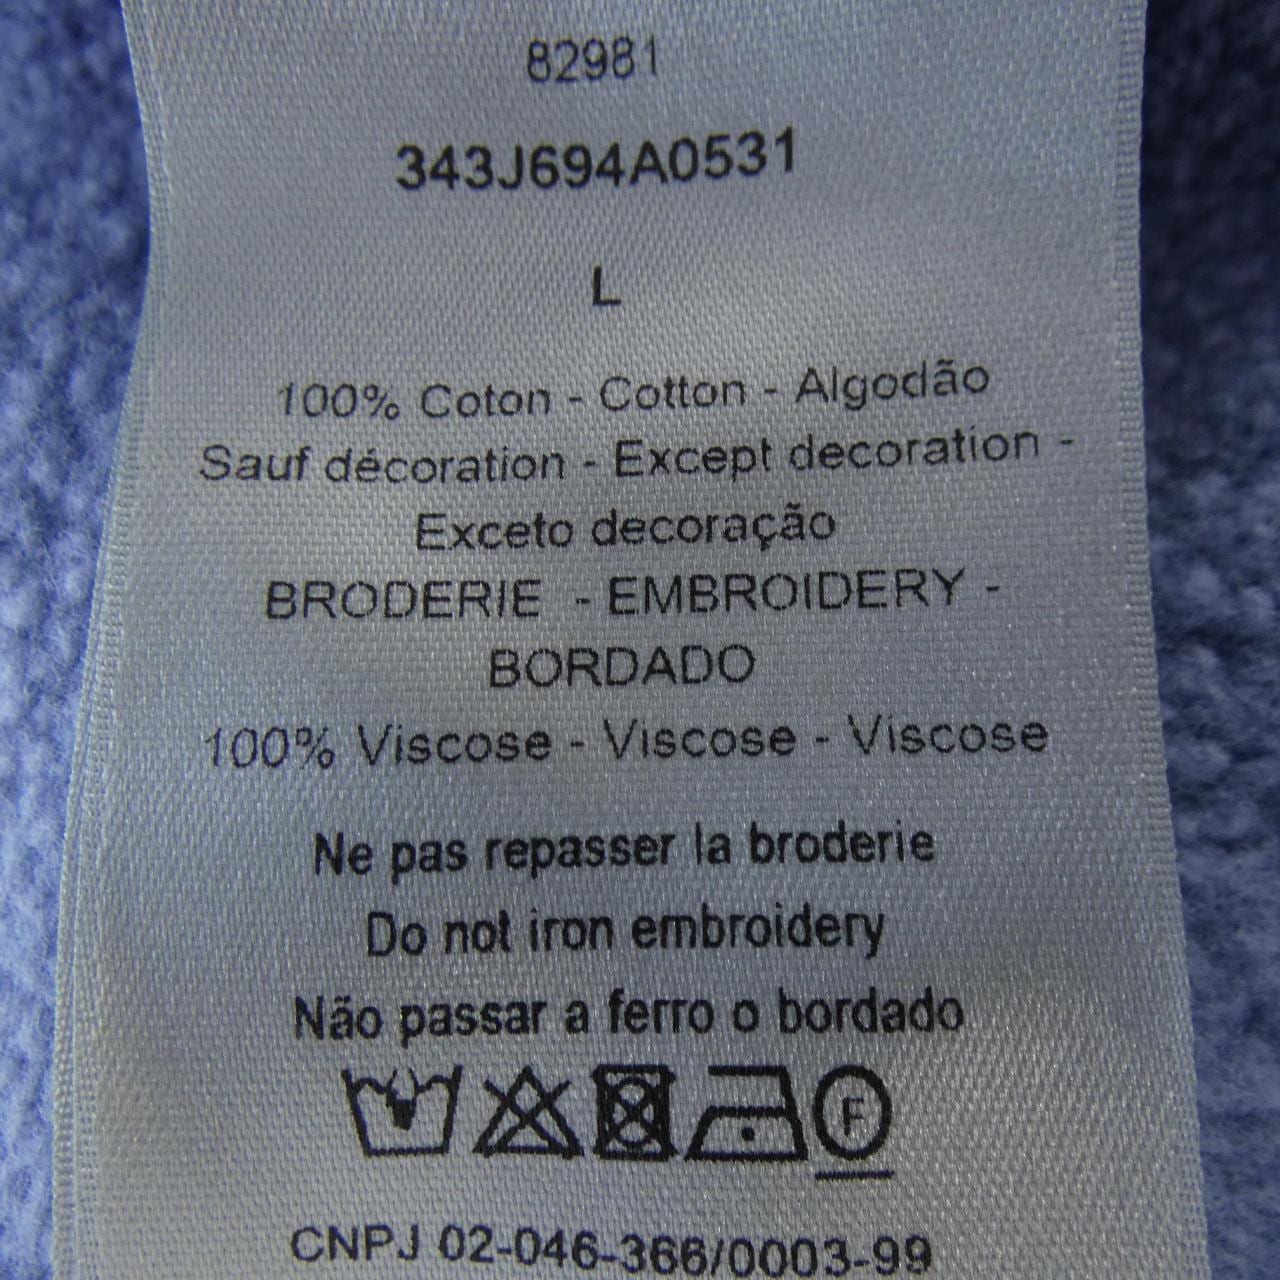 82981
343J694A0531
L
100% Coton - Cotton - Algodão
Sauf décoration - Except decoration -
Exceto decoração
BRODERIE - EMBROIDERY -
BORDADO
100% Viscose - Viscose - Viscose
Ne pas repasser la broderie
Do not iron embroidery
Não passar a ferro o bordado
F
CNPJ 02-046-366/0003-99